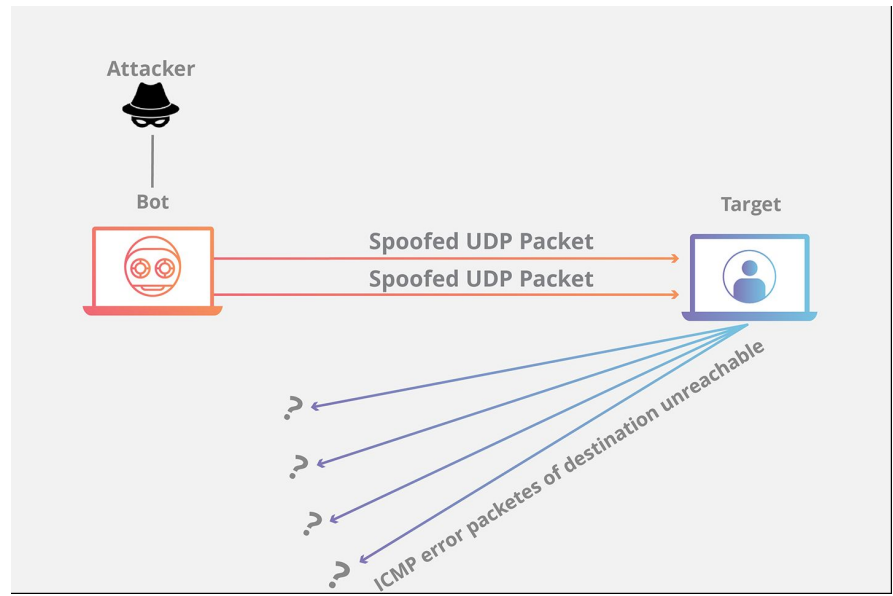 Attacker
Bot
Target
Spoofed UDP Packet
Spoofed UDP Packet
?
?
?
?
ICMP error packetes of destination unreachable